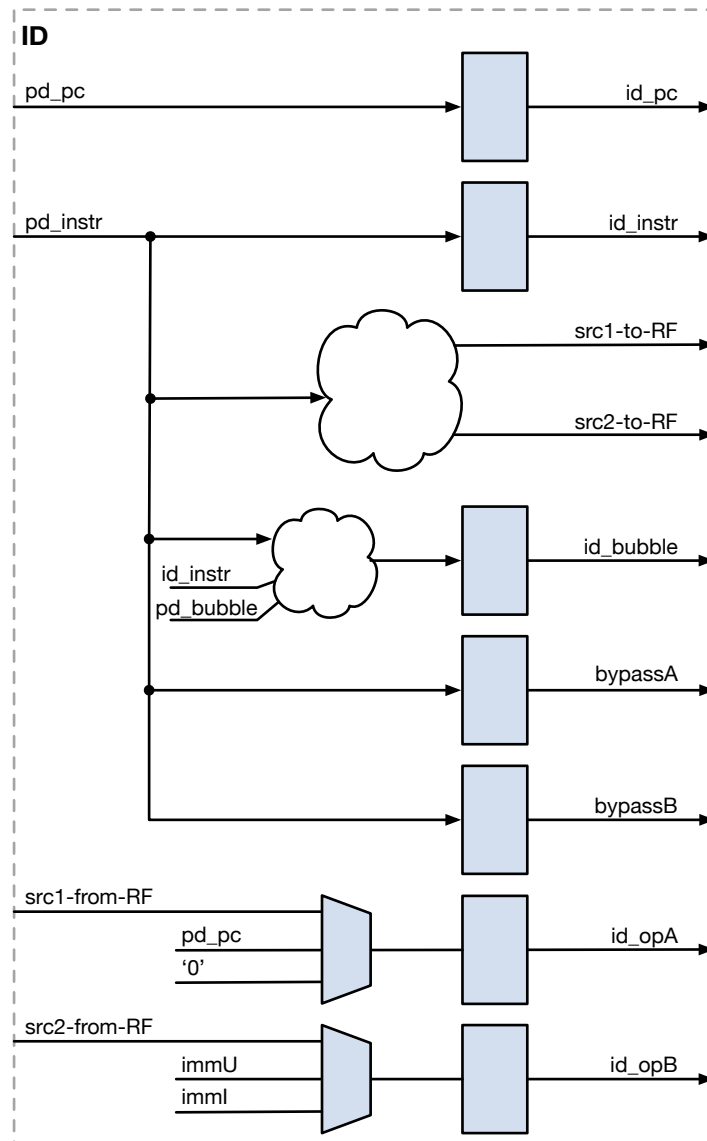 ID
pd_pc
id_pc
pd_instr
id_instr
src1-to-RF
src2-to-RF
id_instr
pd_bubble
id_bubble
bypassA
bypassB
src1-from-RF
pd_pc
‘0’
id_opA
src2-from-RF
immU
immI
id_opB